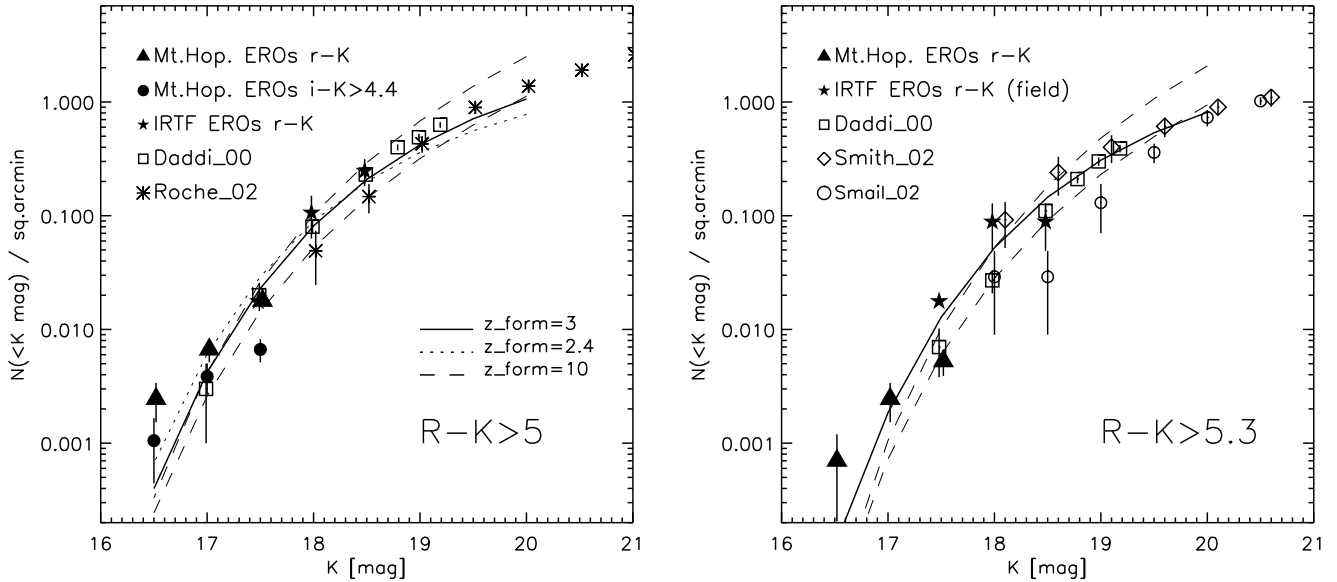 Mt.Hop. EROs r-K
Mt.Hop. EROs i-K>4.4
IRTF EROs r-K
Daddi_00
Roche_02
1.000
0.100
0.010
0.001
N(<K mag) / sq.arcmin
z_form=3
z_form=2.4
z_form=10
R-K>5
16 17 18 19 20 21
K [mag]
Mt.Hop. EROs r-K
IRTF EROs r-K (field)
Daddi_00
Smith_02
Smail_02
1.000
0.100
0.010
0.001
N(<K mag) / sq.arcmin
R-K>5.3
16 17 18 19 20 21
K [mag]